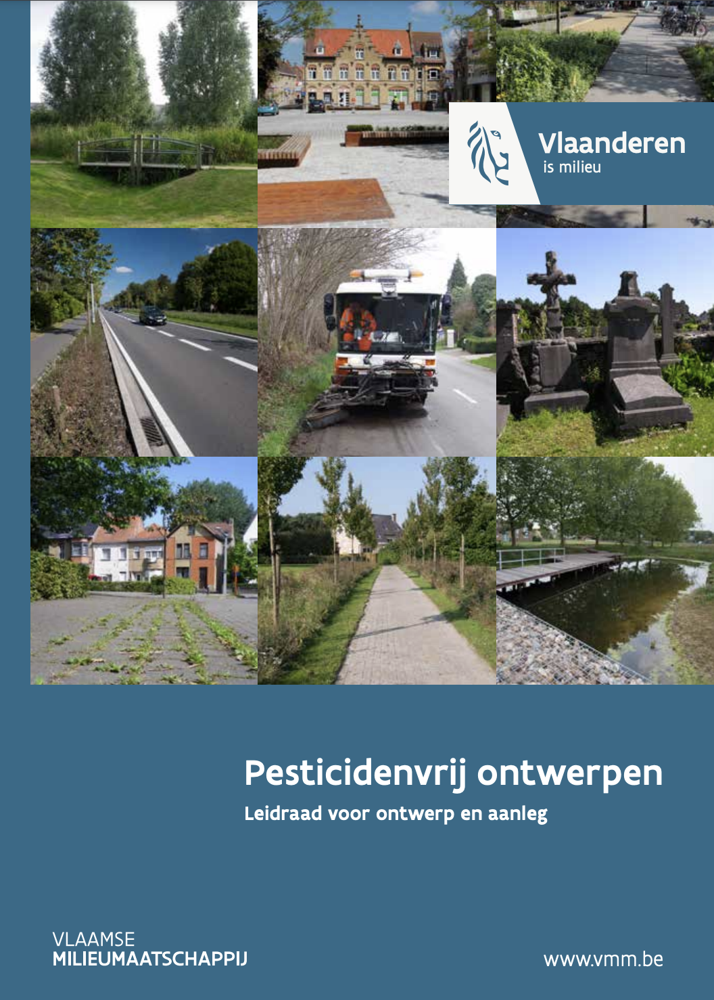 Vlaanderen
is milieu
Pesticidenvrij ontwerpen
Leidraad voor ontwerp en aanleg
VLAAMSE
MILIEUMAATSCHAPPIJ
www.vmm.be